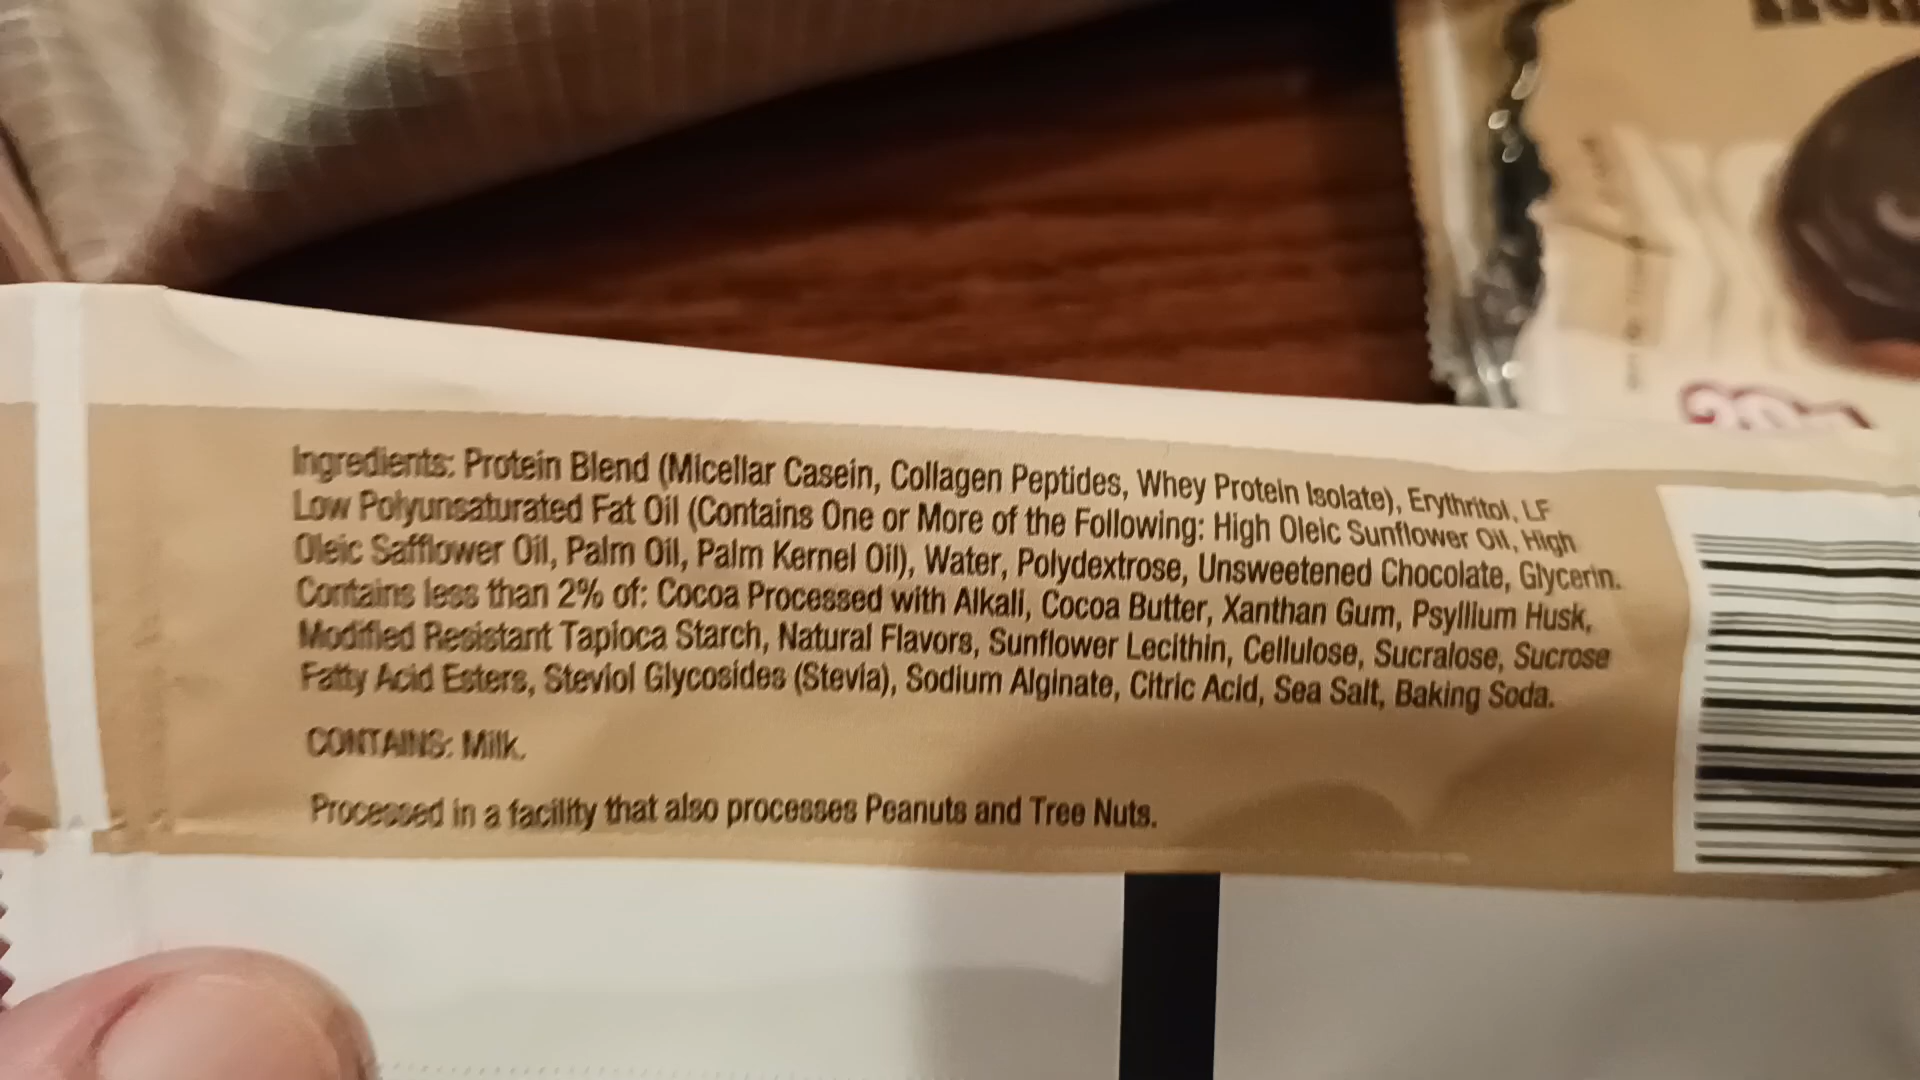 Ingredients: Protein Blend (Micellar Casein, Collagen Peptides, Whey Protein Isolate), Erythritol, LF
Low Polyunsaturated Fat Oil (Contains One or More of the Following: High Oleic Sunflower Oil, High
Oleic Safflower Oil, Palm Oil, Palm Kernel Oil), Water, Polydextrose, Unsweetened Chocolate, Glycerin.
Contains less than 2% of: Cocoa Processed with Alkali, Cocoa Butter, Xanthan Gum, Psyllium Husk,
Modified Resistant Tapioca Starch, Natural Flavors, Sunflower Lecithin, Cellulose, Sucralose, Sucrose
Fatty Acid Esters, Steviol Glycosides (Stevia), Sodium Alginate, Citric Acid, Sea Salt, Baking Soda.
CONTAINS: Milk.
Processed in a facility that also processes Peanuts and Tree Nuts.